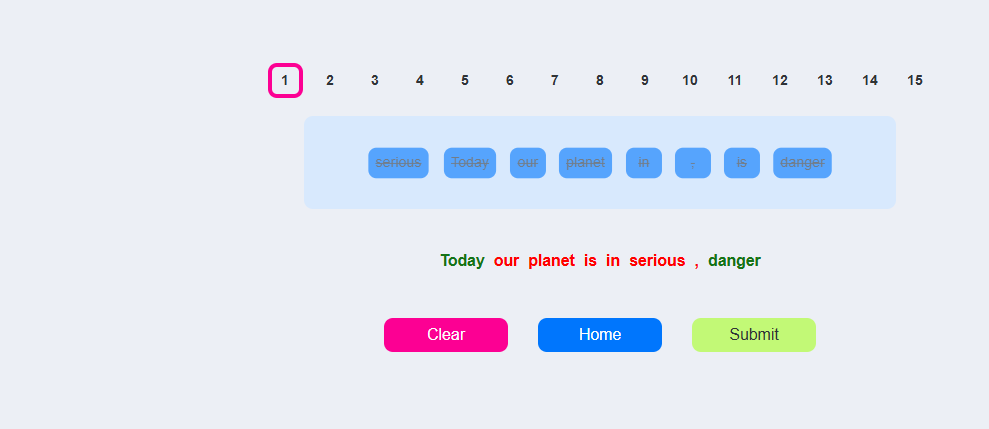 1 2 3 4 5 6 7 8 9 10 11 12 13 14 15
serious Today our planet in , is danger
Today our planet is in serious , danger
Clear Home Submit